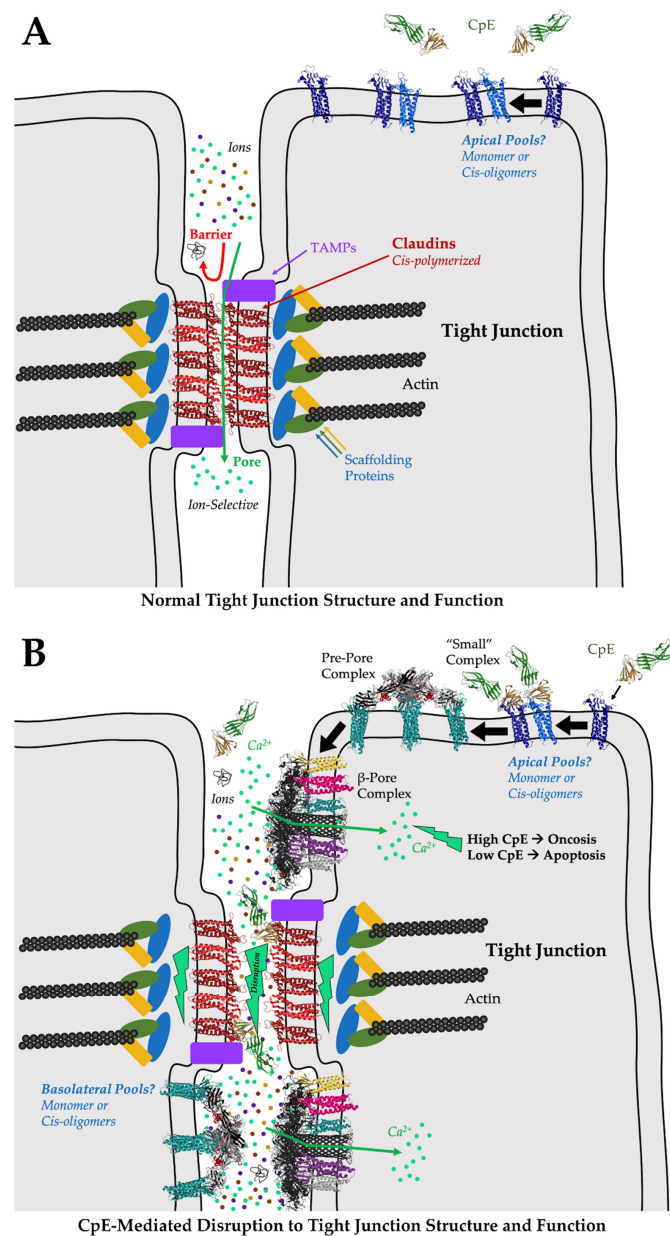 A
CpE
Apical Pools?
Monomer or
Cis-oligomers
Ions
Barrier
TAMPs
Claudins
Cis-polymerized
Tight Junction
Actin
Pore
Scaffolding
Proteins
Ion-Selective
Normal Tight Junction Structure and Function
B
"Small"
Complex
Pre-Pore
Complex
CpE
Ca²⁺
Ions
β-Pore
Complex
Apical Pools?
Monomer or
Cis-oligomers
Ca²⁺
High CpE → Oncosis
Low CpE → Apoptosis
Tight Junction
Disruption
Actin
Basolateral Pools?
Monomer or
Cis-oligomers
Ca²⁺
CpE-Mediated Disruption to Tight Junction Structure and Function